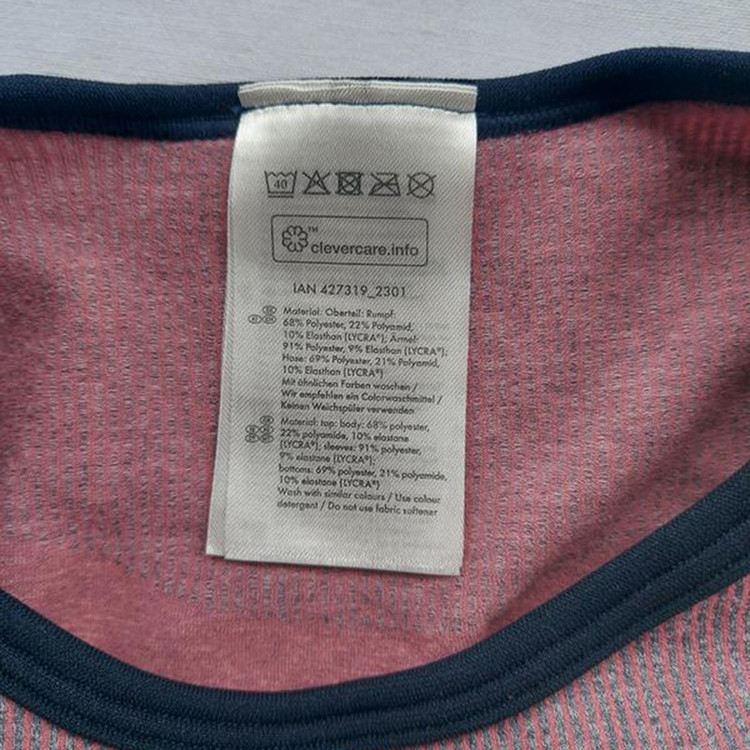 40
™
clevercare.info
IAN 427319_2301
Material: Oberteil: Rumpf:
68% Polyester, 22% Polyamid,
10% Elasthan (LYCRA®); Ärmel:
91% Polyester, 9% Elasthan (LYCRA®);
Hose: 69% Polyester, 21% Polyamid,
10% Elasthan (LYCRA®)
Mit ähnlichen Farben waschen /
Wir empfehlen ein Colorwaschmittel /
Keinen Weichspüler verwenden
Material: top: body: 68% polyester,
22% polyamide, 10% elastane
(LYCRA®); sleeves: 91% polyester,
9% elastane (LYCRA®);
bottoms: 69% polyester, 21% polyamide,
10% elastane (LYCRA®)
Wash with similar colours / Use colour
detergent / Do not use fabric softener